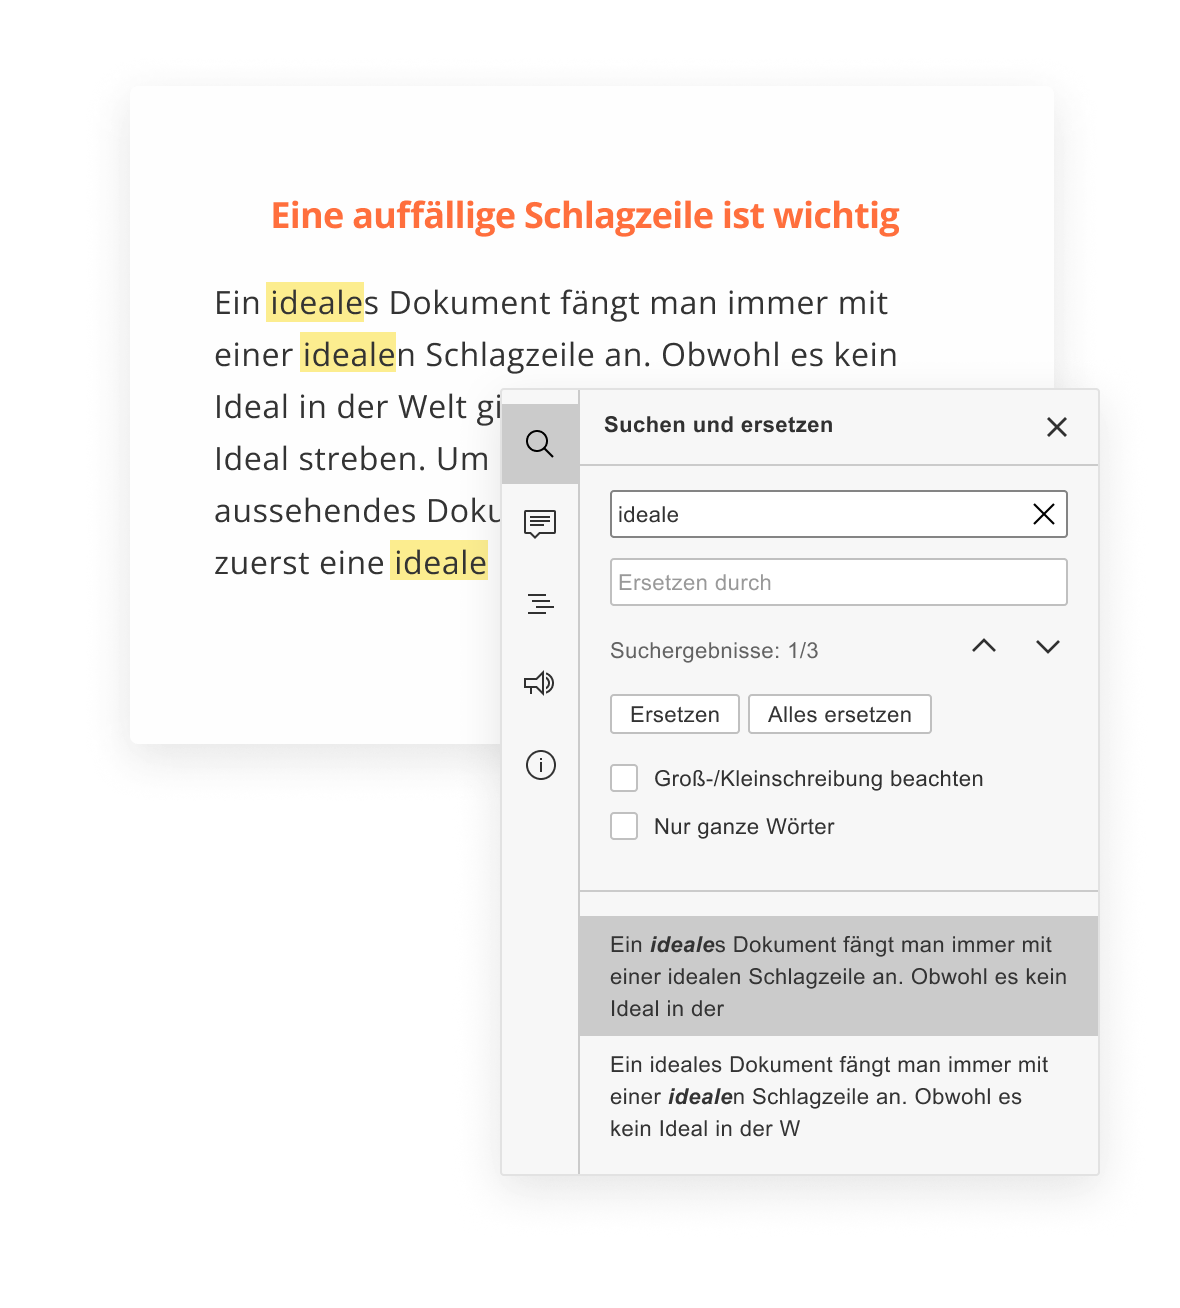 Eine auffällige Schlagzeile ist wichtig
Ein ideales Dokument fängt man immer mit
einer idealen Schlagzeile an. Obwohl es kein
Ideal in der Welt
Ideal streben. Um
aussehendes
zuerst eine ideale
Suchen und ersetzen
ideale
Ersetzen durch
Suchergebnisse: 1/3
Ersetzen Alles ersetzen
Groß-/Kleinschreibung beachten
Nur ganze Wörter
Ein ideales Dokument fängt man immer mit
einer idealen Schlagzeile an. Obwohl es kein
Ideal in der
Ein ideales Dokument fängt man immer mit
einer idealen Schlagzeile an. Obwohl es
kein Ideal in der W